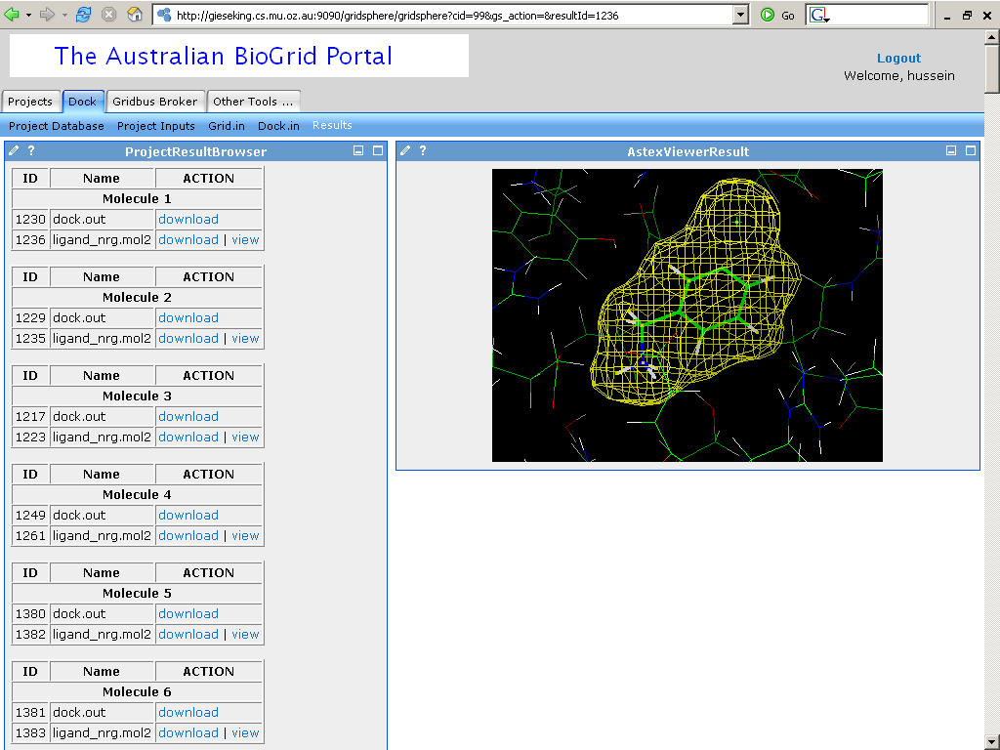 http://gieseking.cs.mu.oz.au:9090/gridsphere/gridsphere?cid=99&gs_action=&resultId=1236
Go
G
The Australian BioGrid Portal
Logout
Welcome, hussein
Projects Dock Gridbus Broker Other Tools ...
Project Database Project Inputs Grid.in Dock.in Results
? ProjectResultBrowser
ID Name ACTION
Molecule 1
1230 dock.out download
1236 ligand_nrg.mol2 download | view
ID Name ACTION
Molecule 2
1229 dock.out download
1235 ligand_nrg.mol2 download | view
ID Name ACTION
Molecule 3
1217 dock.out download
1223 ligand_nrg.mol2 download | view
ID Name ACTION
Molecule 4
1249 dock.out download
1261 ligand_nrg.mol2 download | view
ID Name ACTION
Molecule 5
1380 dock.out download
1382 ligand_nrg.mol2 download | view
ID Name ACTION
Molecule 6
1381 dock.out download
1383 ligand_nrg.mol2 download | view
? AstexViewerResult